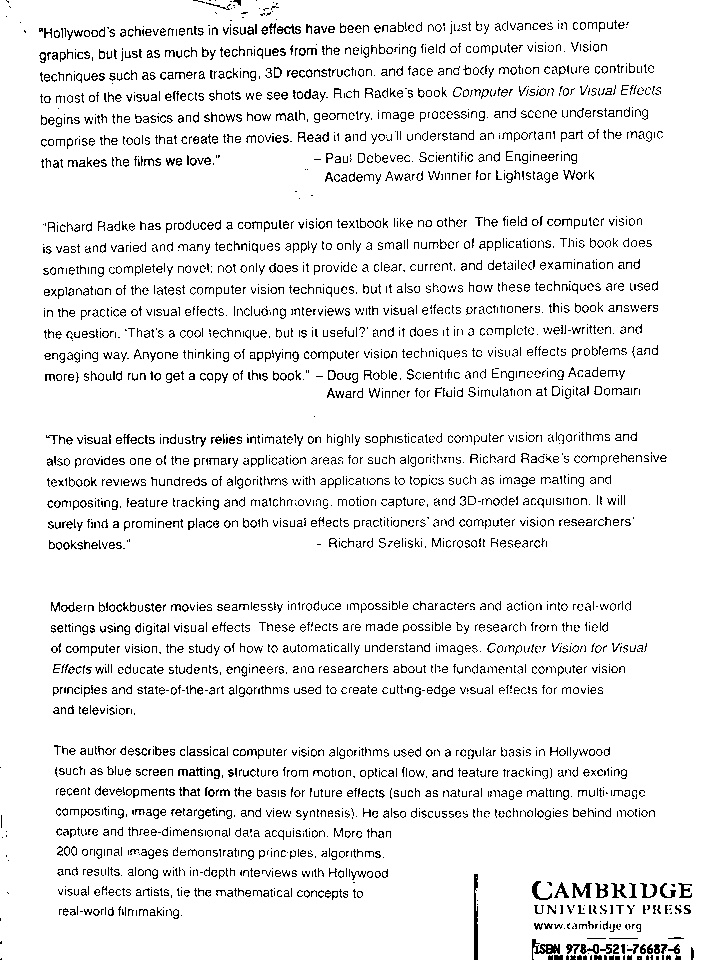 "Hollywood's achievements in visual effects have been enabled not just by advances in computer
graphics, but just as much by techniques from the neighboring field of computer vision. Vision
techniques such as camera tracking, 3D reconstruction, and face and body motion capture contribute
to most of the visual effects shots we see today. Rich Radke's book Computer Vision for Visual Effects
begins with the basics and shows how math, geometry, image processing, and scene understanding
comprise the tools that create the movies. Read it and you'll understand an important part of the magic
that makes the films we love." – Paul Debevec, Scientific and Engineering
Academy Award Winner for Lightstage Work
"Richard Radke has produced a computer vision textbook like no other. The field of computer vision
is vast and varied and many techniques apply to only a small number of applications. This book does
something completely novel: not only does it provide a clear, current, and detailed examination and
explanation of the latest computer vision techniques, but it also shows how these techniques are used
in the practice of visual effects. Including interviews with visual effects practitioners, this book answers
the question, 'That's a cool technique, but is it useful?' and it does it in a complete, well-written, and
engaging way. Anyone thinking of applying computer vision techniques to visual effects problems (and
more) should run to get a copy of this book." – Doug Roble, Scientific and Engineering Academy
Award Winner for Fluid Simulation at Digital Domain
"The visual effects industry relies intimately on highly sophisticated computer vision algorithms and
also provides one of the primary application areas for such algorithms. Richard Radke's comprehensive
textbook reviews hundreds of algorithms with applications to topics such as image matting and
compositing, feature tracking and matchmoving, motion capture, and 3D-model acquisition. It will
surely find a prominent place on both visual effects practitioners' and computer vision researchers'
bookshelves." – Richard Szeliski, Microsoft Research
Modern blockbuster movies seamlessly introduce impossible characters and action into real-world
settings using digital visual effects. These effects are made possible by research from the field
of computer vision, the study of how to automatically understand images. Computer Vision for Visual
Effects will educate students, engineers, and researchers about the fundamental computer vision
principles and state-of-the-art algorithms used to create cutting-edge visual effects for movies
and television.
The author describes classical computer vision algorithms used on a regular basis in Hollywood
(such as blue screen matting, structure from motion, optical flow, and feature tracking) and exciting
recent developments that form the basis for future effects (such as natural image matting, multi-image
compositing, image retargeting, and view synthesis). He also discusses the technologies behind motion
capture and three-dimensional data acquisition. More than
200 original images demonstrating principles, algorithms,
and results, along with in-depth interviews with Hollywood
visual effects artists, tie the mathematical concepts to
real-world filmmaking.
CAMBRIDGE
UNIVERSITY PRESS
www.cambridge.org
ISBN 978-0-521-76687-6